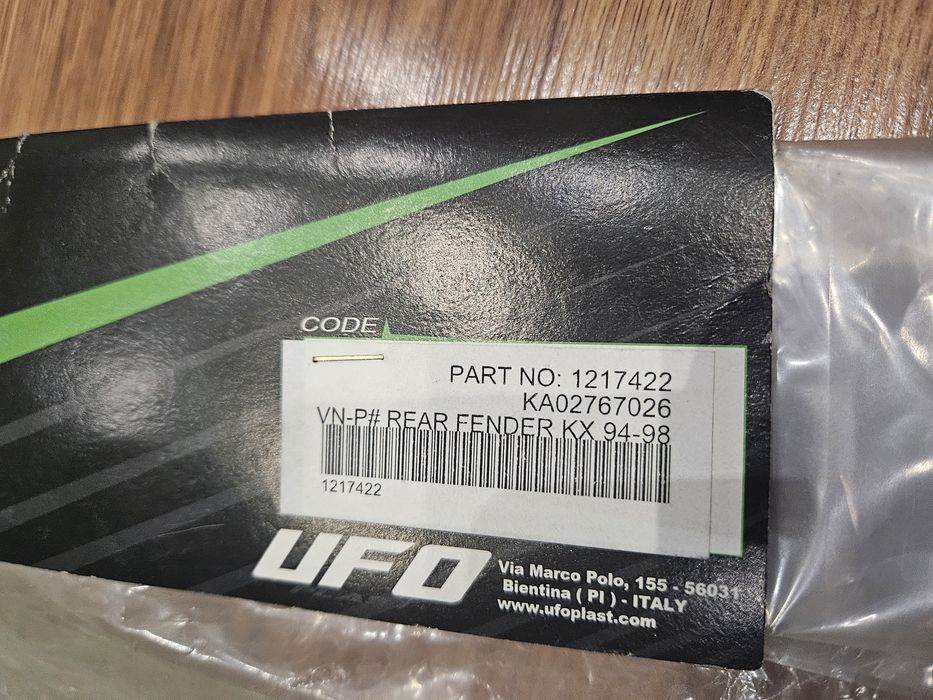 CODE
PART NO: 1217422
KA02767026
VN-P# REAR FENDER KX 94-98
1217422
UFO
Via Marco Polo, 155 - 56031
Bientina ( PI ) - ITALY
www.ufoplast.com